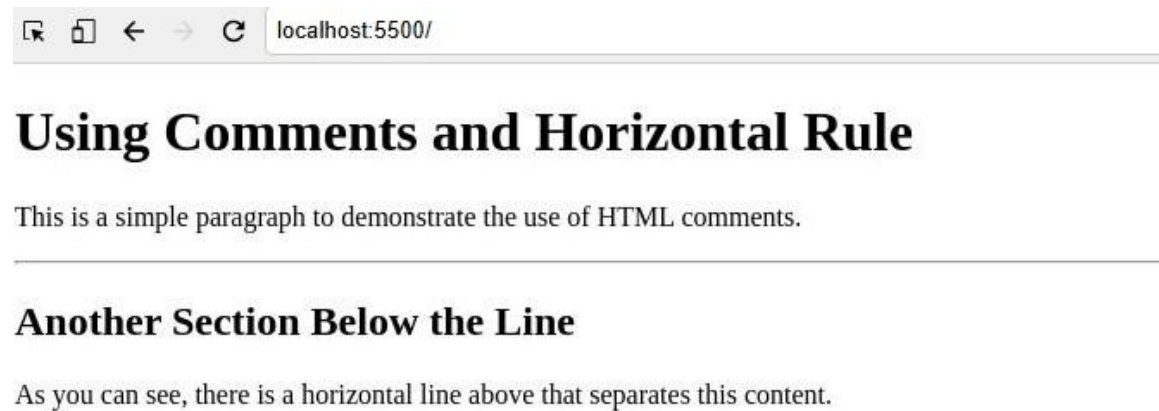 localhost:5500/
Using Comments and Horizontal Rule
This is a simple paragraph to demonstrate the use of HTML comments.
Another Section Below the Line
As you can see, there is a horizontal line above that separates this content.